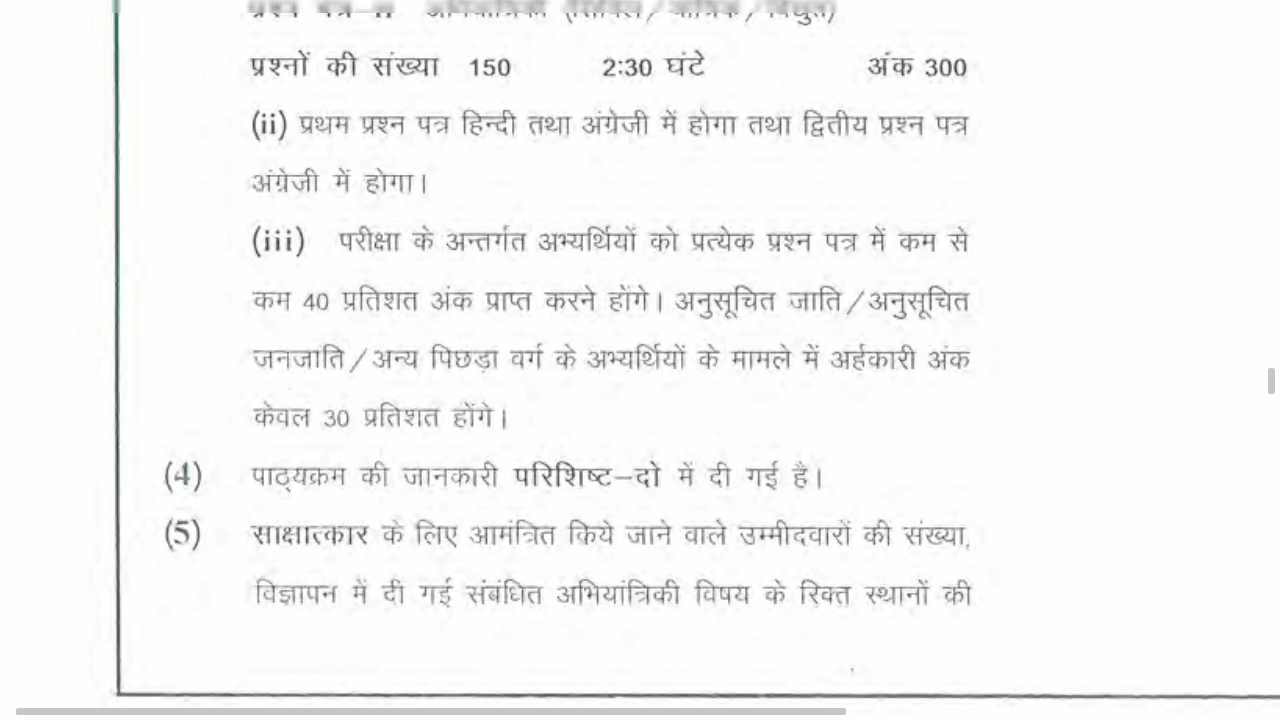 प्रश्नों की संख्या 150 2:30 घंटे अंक 300
(ii) प्रथम प्रश्न पत्र हिन्दी तथा अंग्रेजी में होगा तथा द्वितीय प्रश्न पत्र
अंग्रेजी में होगा।
(iii) परीक्षा के अन्तर्गत अभ्यर्थियों को प्रत्येक प्रश्न पत्र में कम से
कम 40 प्रतिशत अंक प्राप्त करने होंगे। अनुसूचित जाति/अनुसूचित
जनजाति/अन्य पिछड़ा वर्ग के अभ्यर्थियों के मामले में अर्हकारी अंक
केवल 30 प्रतिशत होंगे।
(4) पाठ्यक्रम की जानकारी परिशिष्ट–दो में दी गई है।
(5) साक्षात्कार के लिए आमंत्रित किये जाने वाले उम्मीदवारों की संख्या,
विज्ञापन में दी गई संबंधित अभियांत्रिकी विषय के रिक्त स्थानों की